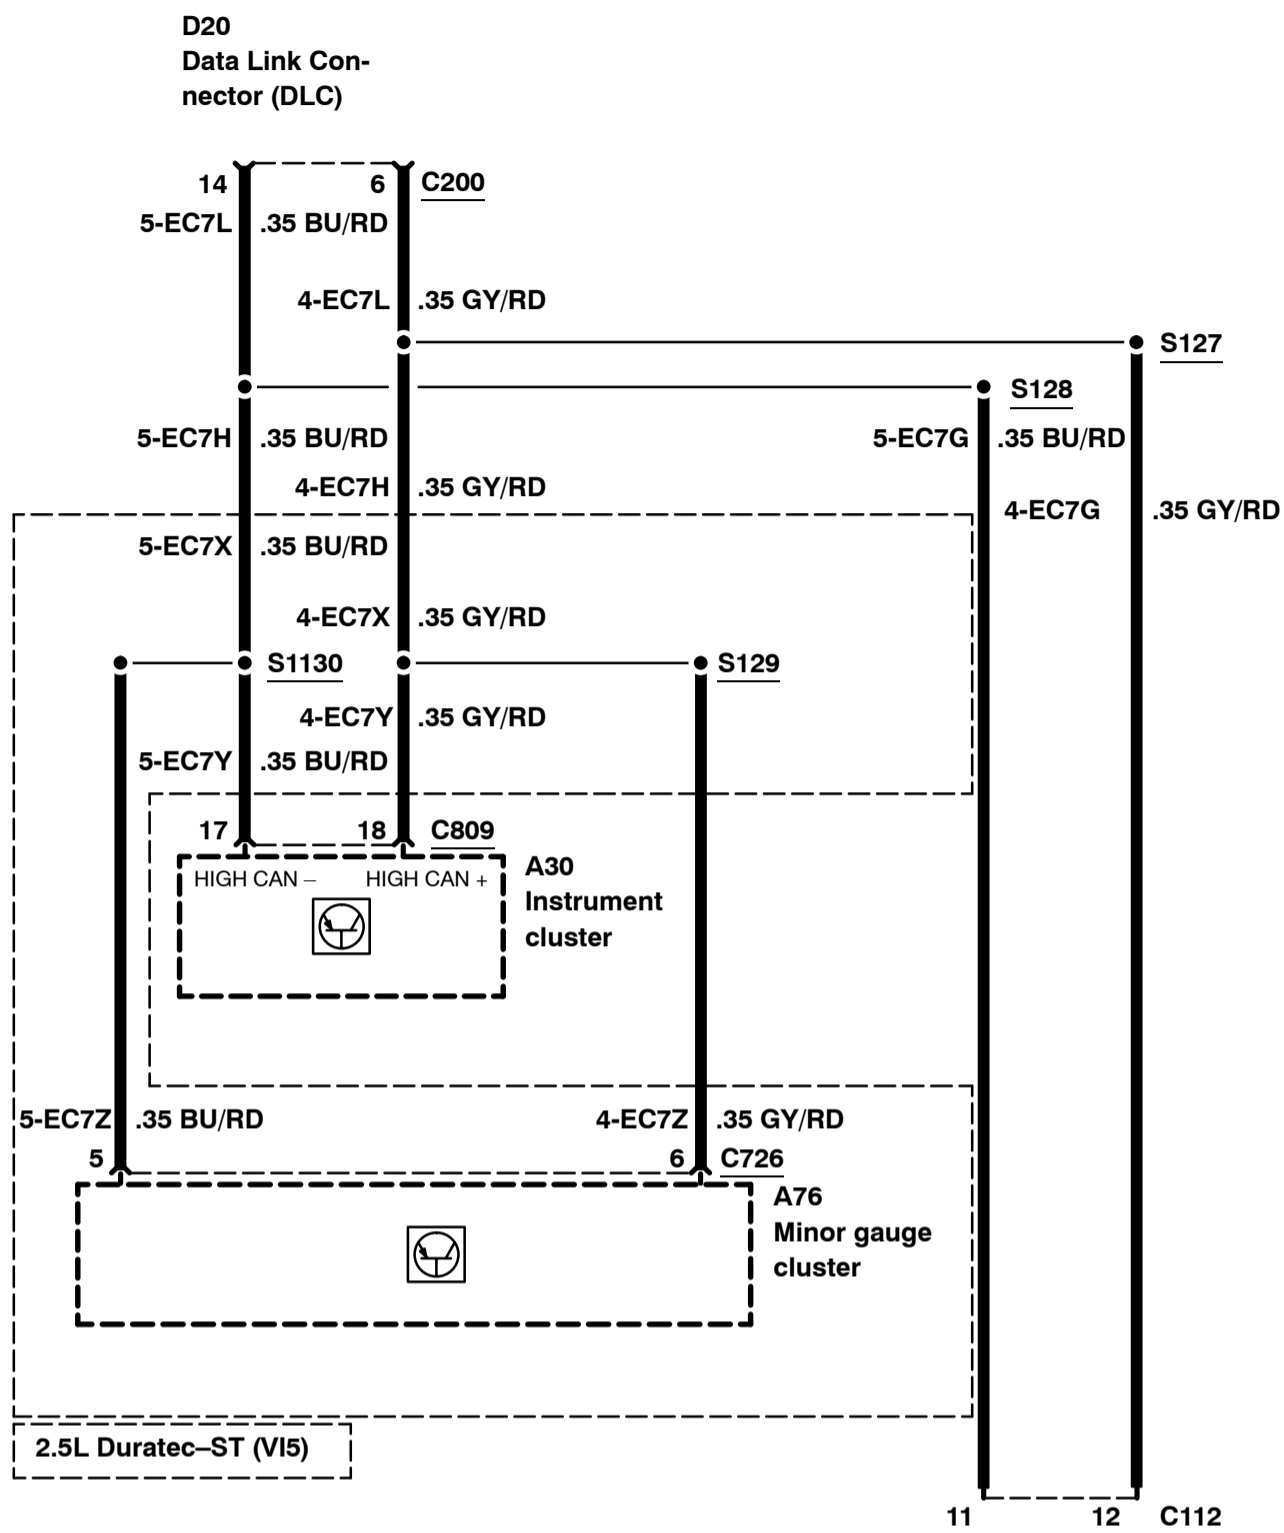 D20
Data Link Con-
nector (DLC)
14
6
C200
5-EC7L
.35 BU/RD
4-EC7L
.35 GY/RD
S127
S128
5-EC7H
.35 BU/RD
5-EC7G
.35 BU/RD
4-EC7H
.35 GY/RD
4-EC7G
.35 GY/RD
5-EC7X
.35 BU/RD
4-EC7X
.35 GY/RD
S1130
S129
4-EC7Y
.35 GY/RD
5-EC7Y
.35 BU/RD
17
18
C809
HIGH CAN –
HIGH CAN +
A30
Instrument
cluster
5-EC7Z
.35 BU/RD
4-EC7Z
.35 GY/RD
5
6
C726
A76
Minor gauge
cluster
2.5L Duratec–ST (VI5)
11
12
C112